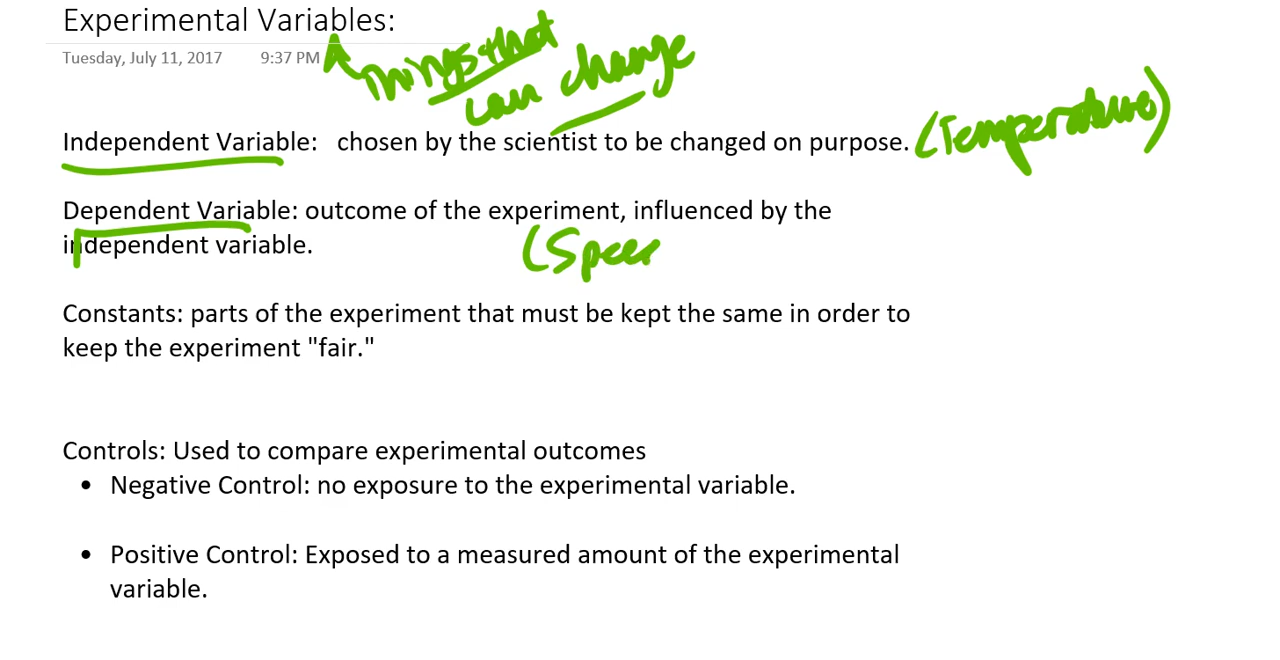 Experimental Variables:
Tuesday, July 11, 2017 9:37 PM
Things that
can change
Independent Variable: chosen by the scientist to be changed on purpose. (Temperature)
Dependent Variable: outcome of the experiment, influenced by the
independent variable.
(Spee
Constants: parts of the experiment that must be kept the same in order to
keep the experiment "fair."
Controls: Used to compare experimental outcomes
• Negative Control: no exposure to the experimental variable.
• Positive Control: Exposed to a measured amount of the experimental
variable.